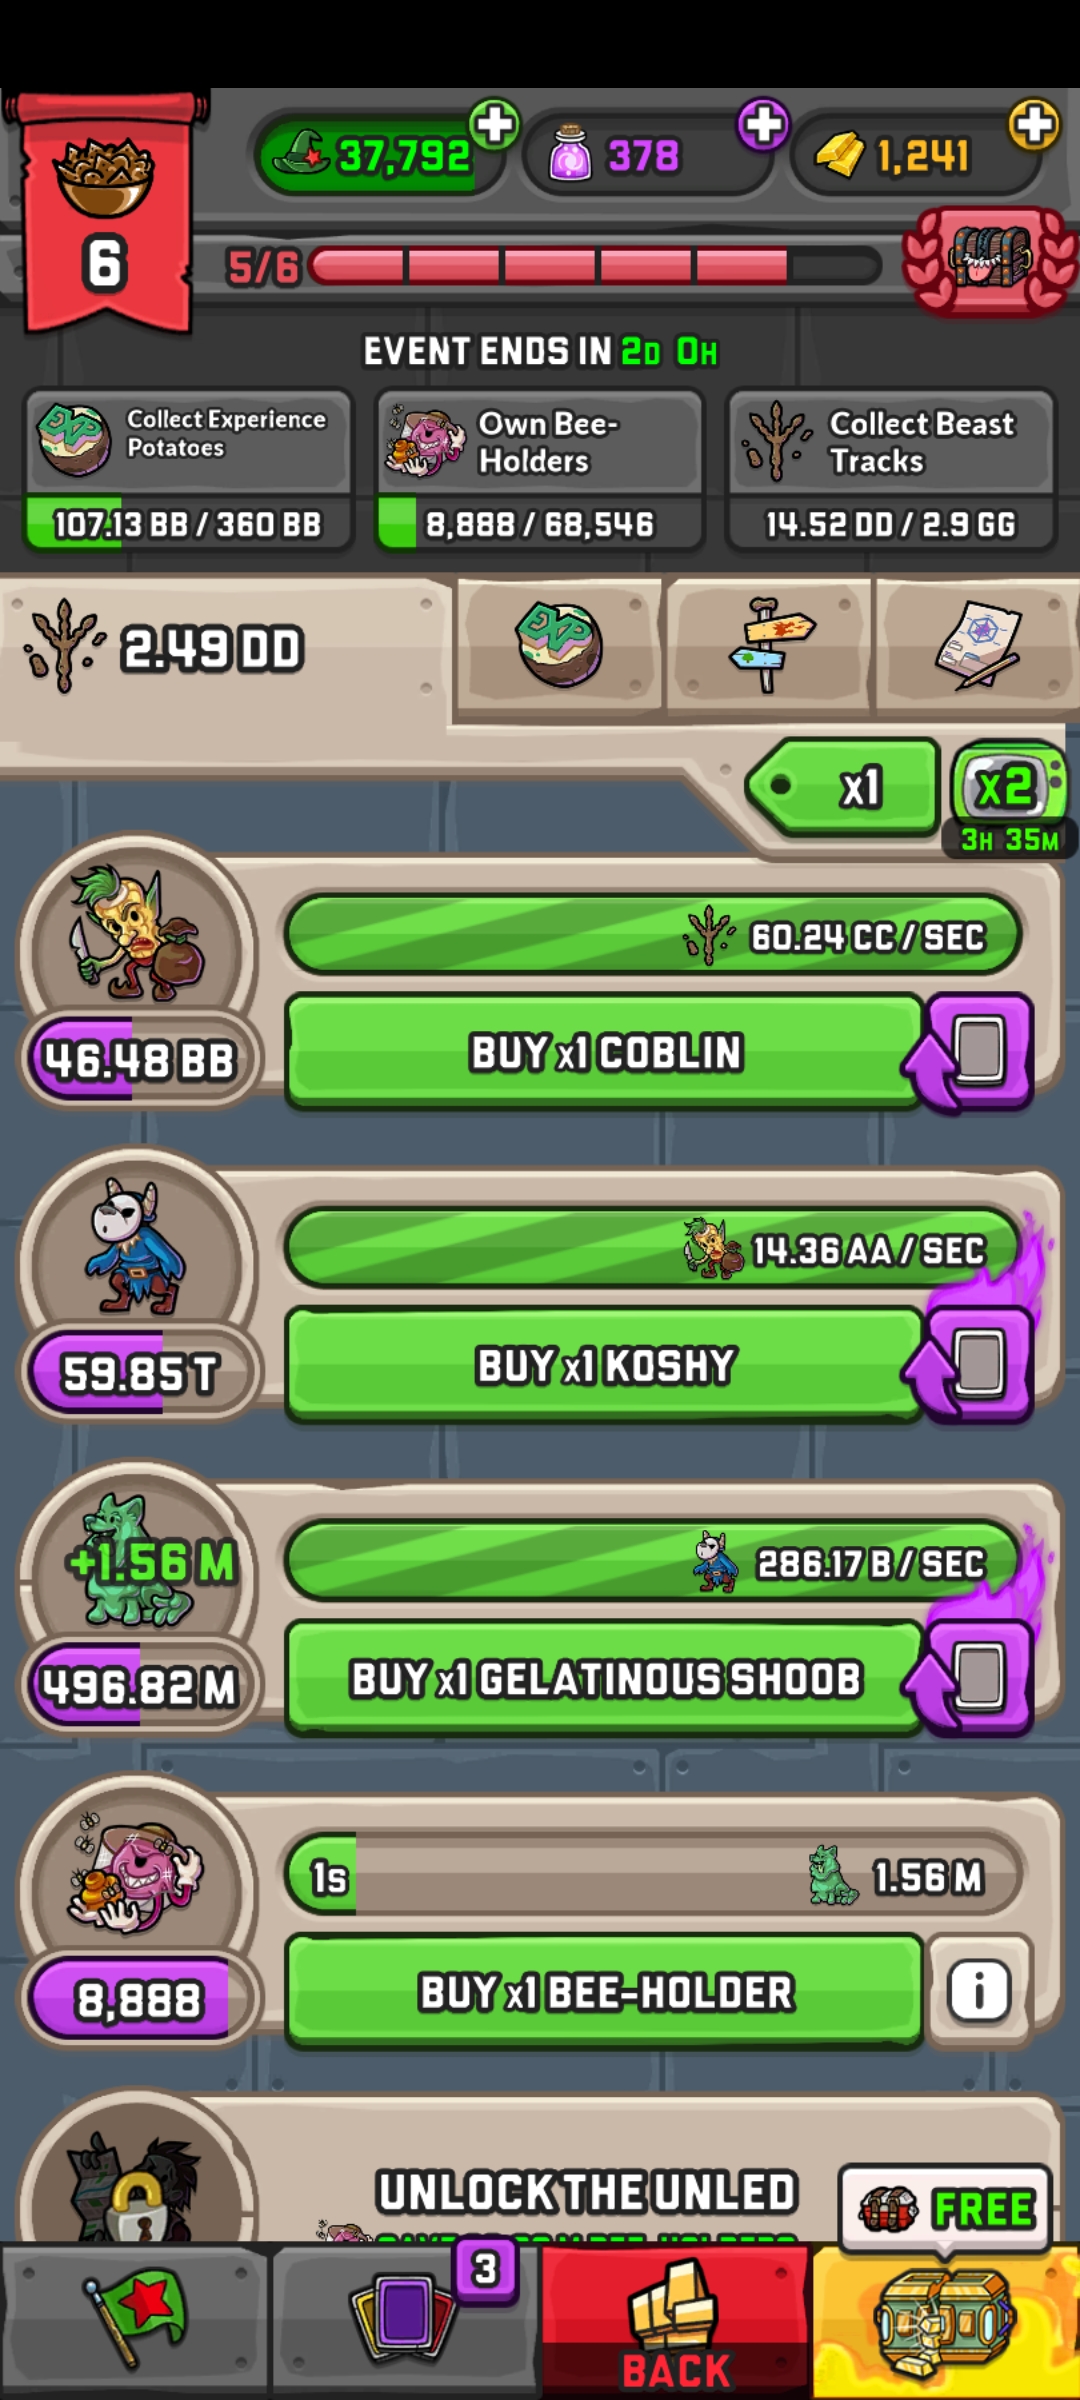 37,792
378
1,241
6
5/6
EVENT ENDS IN 2D 0H
EXP
Collect Experience
Potatoes
107.13 BB / 360 BB
Own Bee-
Holders
8,888 / 68,546
Collect Beast
Tracks
14.52 DD / 2.9 GG
2.49 DD
EXP
x1
x2
3H 35M
60.24 CC / SEC
46.48 BB
BUY x1 COBLIN
14.36 AA / SEC
59.85 T
BUY x1 KOSHY
+1.56 M
286.17 B / SEC
496.82 M
BUY x1 GELATINOUS SHOOB
1s
1.56 M
8,888
BUY x1 BEE-HOLDER
i
UNLOCK THE UNLED
FREE
3
BACK